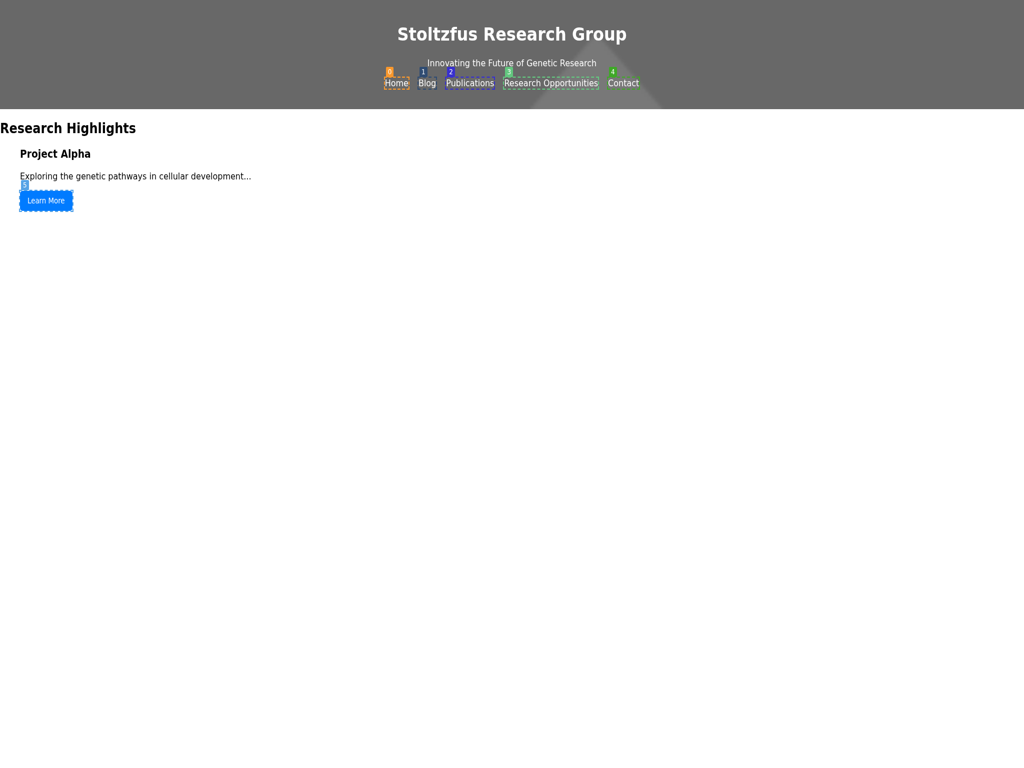 Stoltzfus Research Group
Innovating the Future of Genetic Research
0 1 2 3 4
Home Blog Publications Research Opportunities Contact
Research Highlights
Project Alpha
Exploring the genetic pathways in cellular development...
5
Learn More